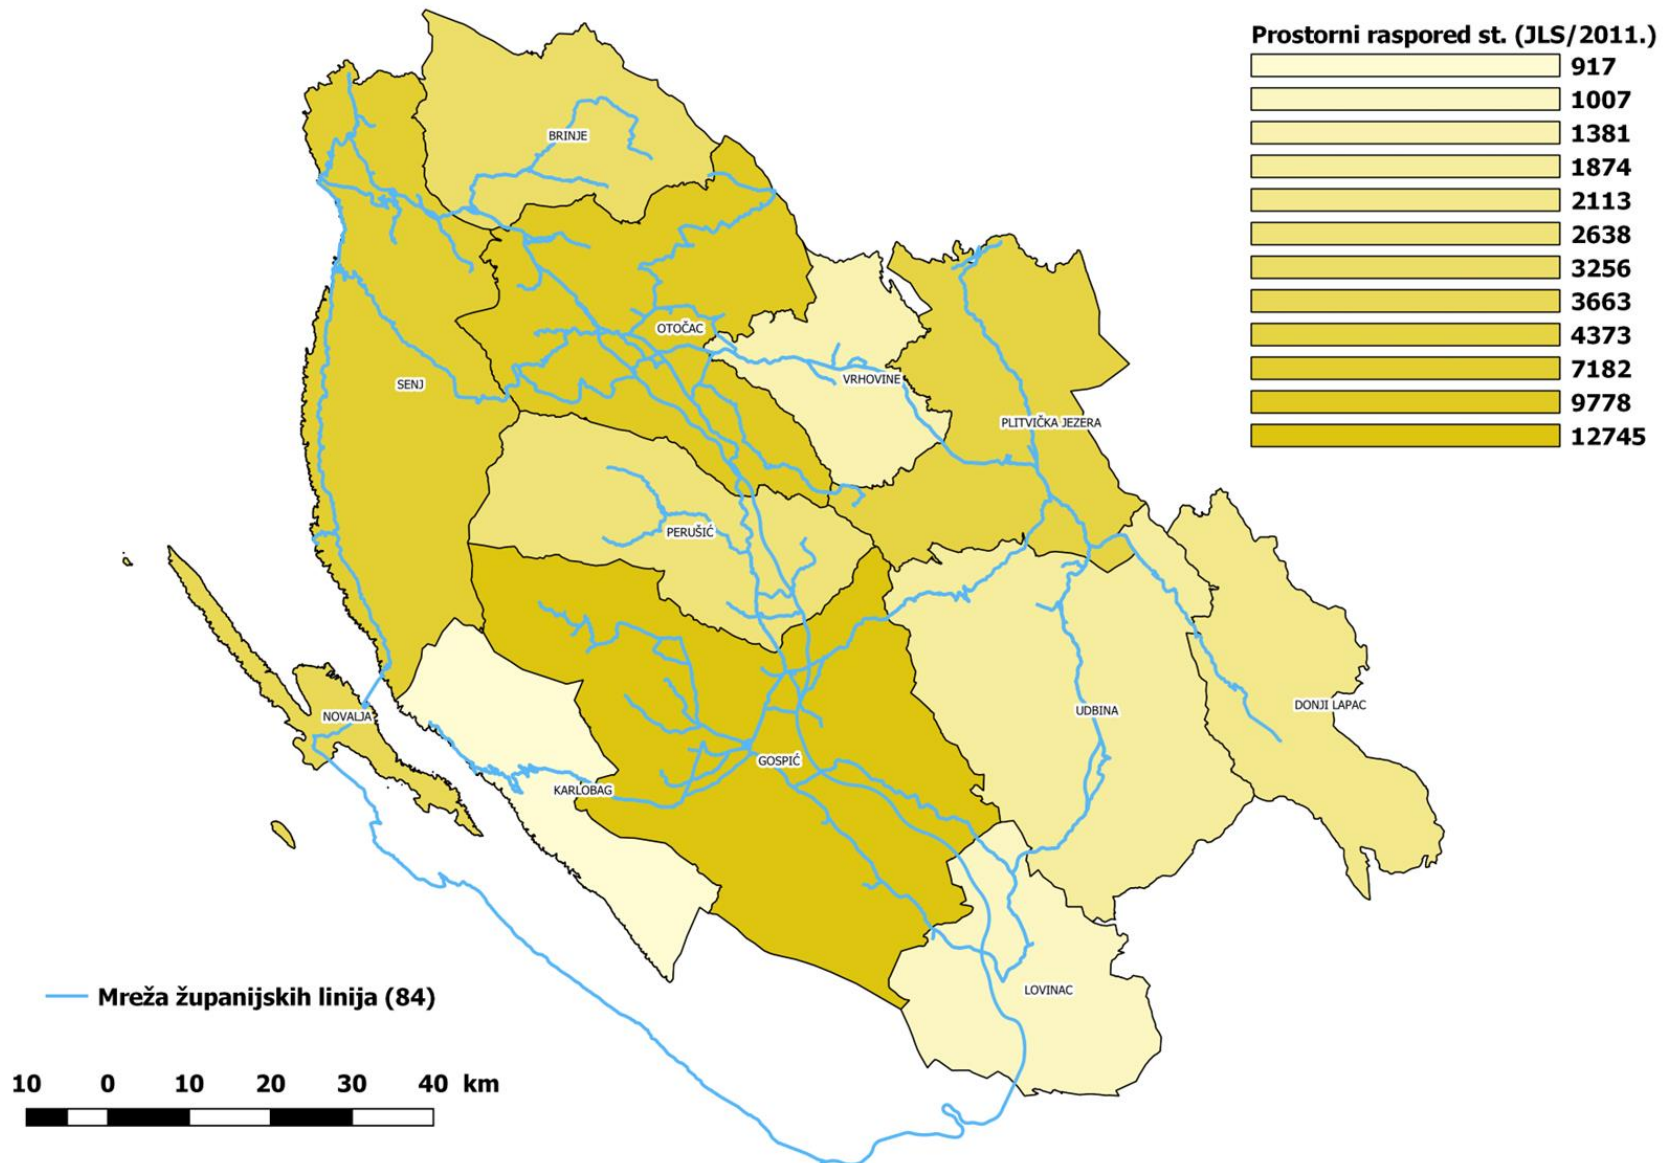 Prostorni raspored st. (JLS/2011.)
917
1007
1381
1874
2113
2638
3256
3663
4373
7182
9778
12745
BRINJE
OTOČAC
SENJ
VRHOVINE
PLITVIČKA JEZERA
PERUŠIĆ
NOVALJA
UDBINA
DONJI LAPAC
GOSPIĆ
KARLOBAG
LOVINAC
Mreža županijskih linija (84)
10 0 10 20 30 40 km